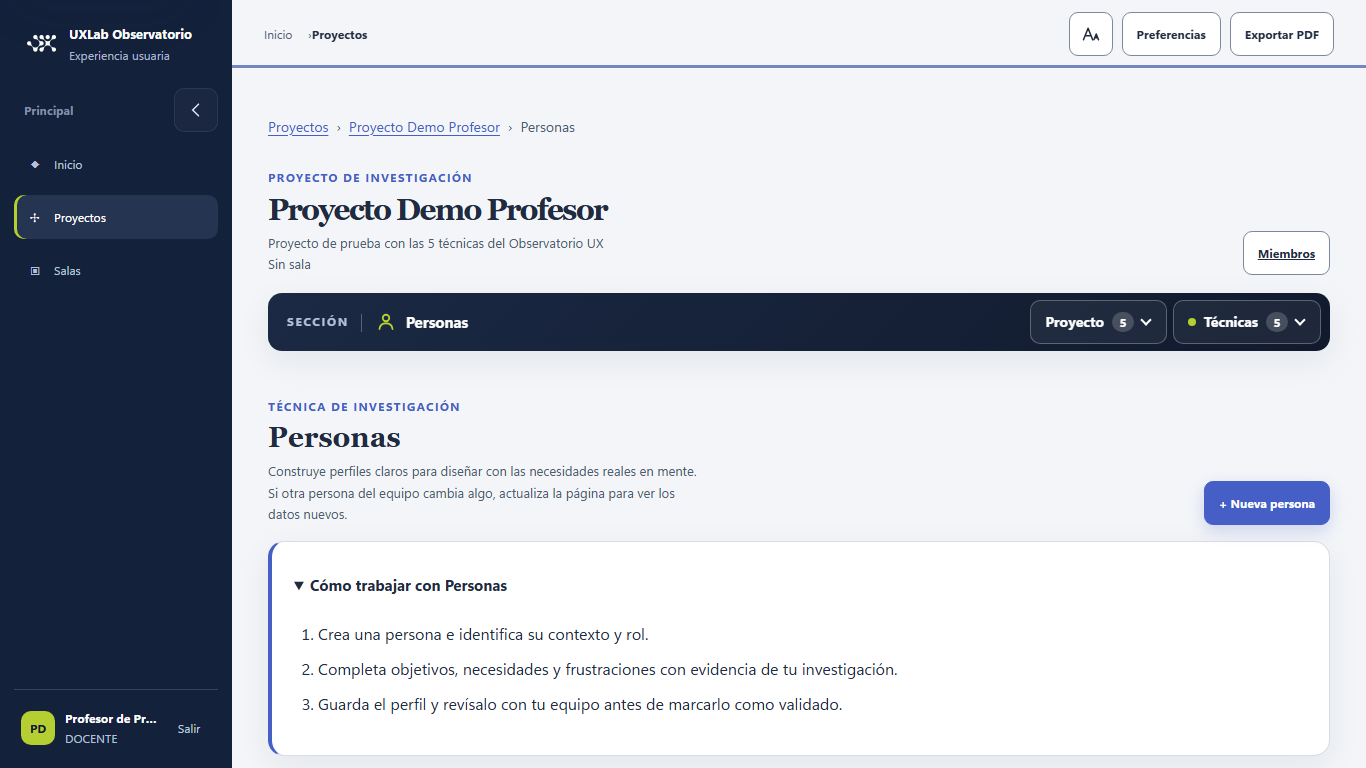 UXLab Observatorio
Experiencia usuaria
Principal
Inicio
Proyectos
Salas
PD
Profesor de Pr...
DOCENTE
Salir
Inicio ›Proyectos
AA
Preferencias
Exportar PDF
Proyectos › Proyecto Demo Profesor › Personas
PROYECTO DE INVESTIGACIÓN
Proyecto Demo Profesor
Proyecto de prueba con las 5 técnicas del Observatorio UX
Sin sala
Miembros
SECCIÓN
Personas
Proyecto 5
Técnicas 5
TÉCNICA DE INVESTIGACIÓN
Personas
Construye perfiles claros para diseñar con las necesidades reales en mente.
Si otra persona del equipo cambia algo, actualiza la página para ver los
datos nuevos.
+ Nueva persona
Cómo trabajar con Personas
1. Crea una persona e identifica su contexto y rol.
2. Completa objetivos, necesidades y frustraciones con evidencia de tu investigación.
3. Guarda el perfil y revísalo con tu equipo antes de marcarlo como validado.